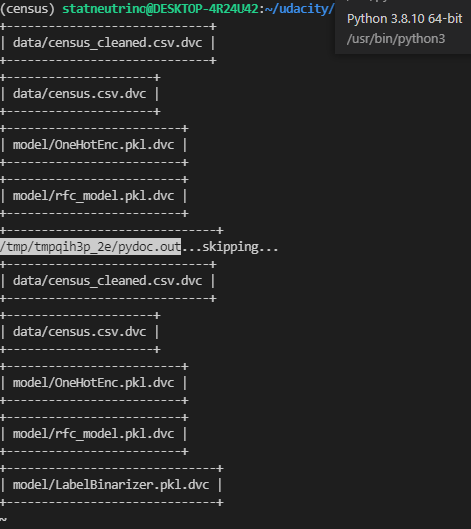 (census) statneutrino@DESKTOP-4R24U42:~/udacity/
Python 3.8.10 64-bit
/usr/bin/python3
+------------------------+
| data/census_cleaned.csv.dvc |
+------------------------+
+-----------------+
| data/census.csv.dvc |
+-----------------+
+---------------------+
| model/OneHotEnc.pkl.dvc |
+---------------------+
+---------------------+
| model/rfc_model.pkl.dvc |
+---------------------+
+--------------------------+
/tmp/tmpqih3p_2e/pydoc.out...skipping...
+------------------------+
| data/census_cleaned.csv.dvc |
+------------------------+
+-----------------+
| data/census.csv.dvc |
+-----------------+
+---------------------+
| model/OneHotEnc.pkl.dvc |
+---------------------+
+---------------------+
| model/rfc_model.pkl.dvc |
+---------------------+
+--------------------------+
| model/LabelBinarizer.pkl.dvc |
+--------------------------+
~